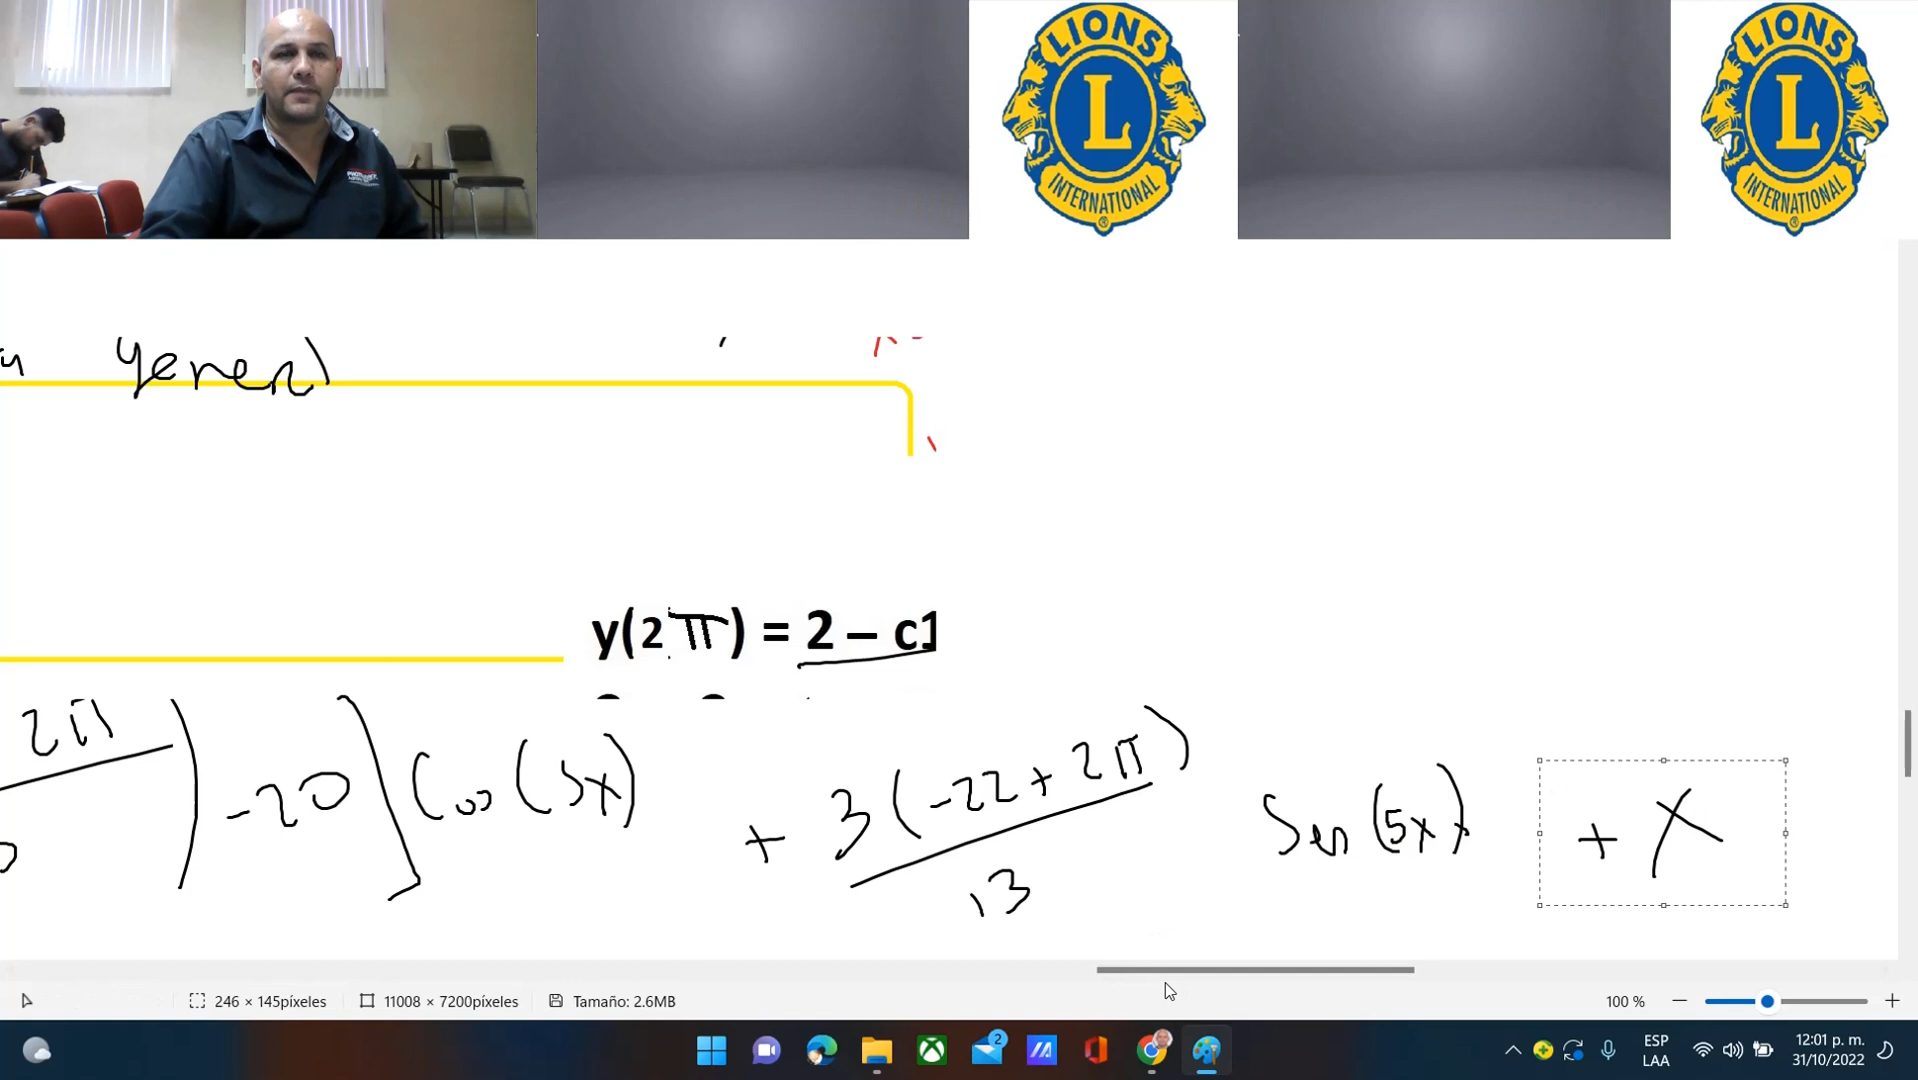 LIONS
L
INTERNATIONAL
®
LIONS
L
INTERNATIONAL
®
y(2π) = 2 – c1
2π ) -20 ] Cos (5x) + 3(-22 + 2π) Sen (5x) + x
13
246 × 145píxeles 11008 × 7200píxeles Tamaño: 2.6MB 100 %
2
ESP
LAA
12:01 p. m.
31/10/2022